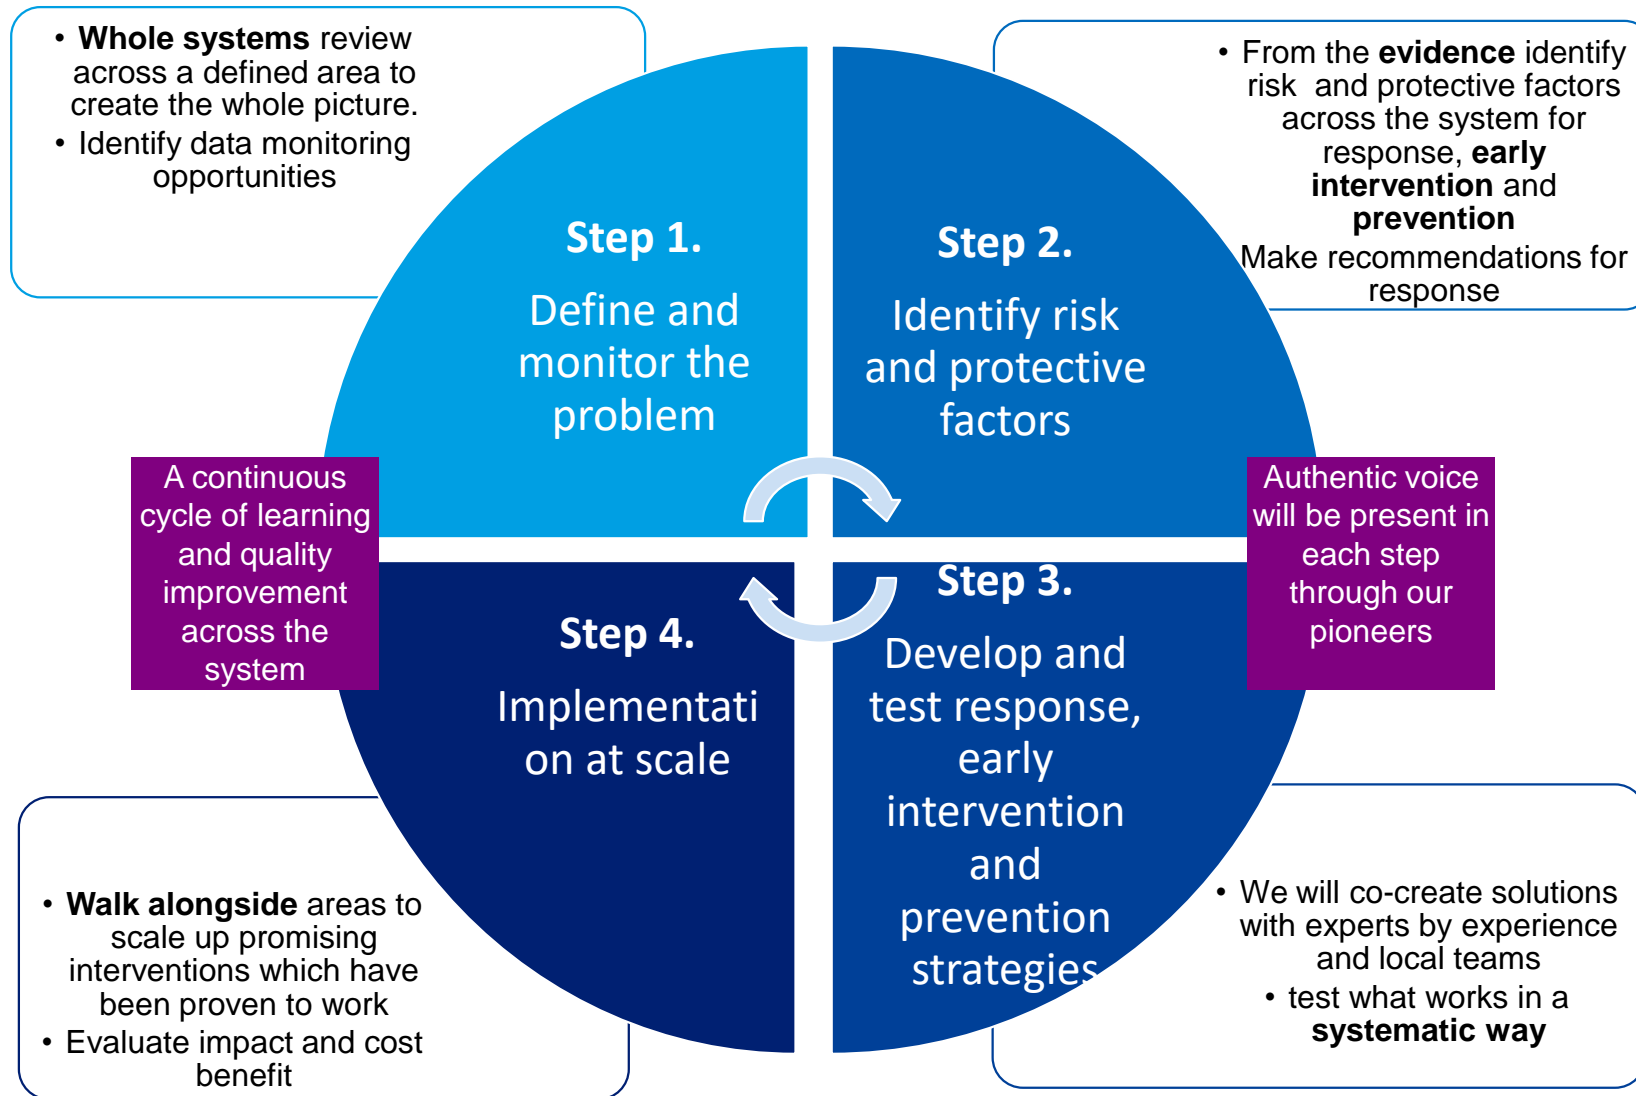 • Whole systems review
across a defined area to
create the whole picture.
• Identify data monitoring
opportunities
• From the evidence identify
risk and protective factors
across the system for
response, early
intervention and
prevention
Make recommendations for
response
Step 1.
Define and
monitor the
problem
Step 2.
Identify risk
and protective
factors
A continuous
cycle of learning
and quality
improvement
across the
system
Authentic voice
will be present in
each step
through our
pioneers
Step 3.
Develop and
test response,
early
intervention
and
prevention
strategies
Step 4.
Implementati
on at scale
• Walk alongside areas to
scale up promising
interventions which have
been proven to work
• Evaluate impact and cost
benefit
• We will co-create solutions
with experts by experience
and local teams
• test what works in a
systematic way